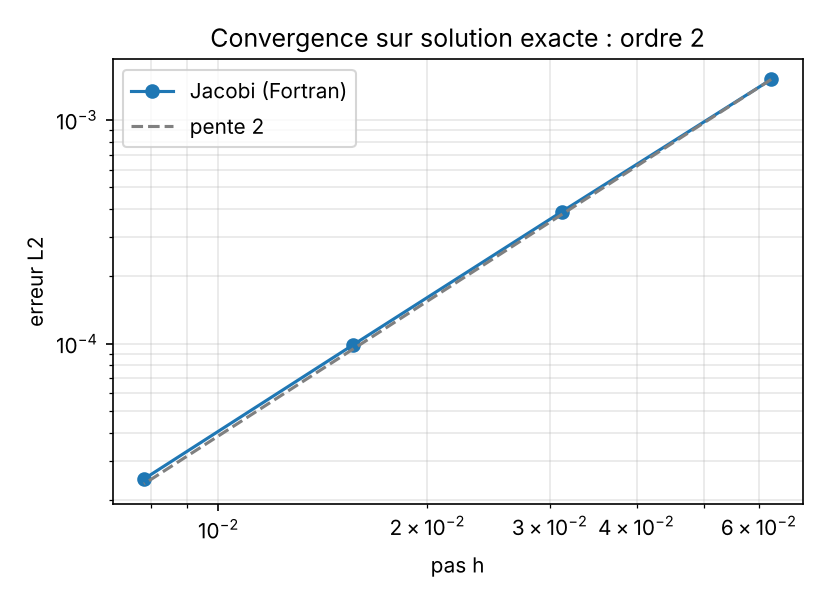 Convergence sur solution exacte : ordre 2
Jacobi (Fortran)
pente 2
10⁻³
10⁻⁴
erreur L2
10⁻²
2 × 10⁻²
3 × 10⁻²
4 × 10⁻²
6 × 10⁻²
pas h